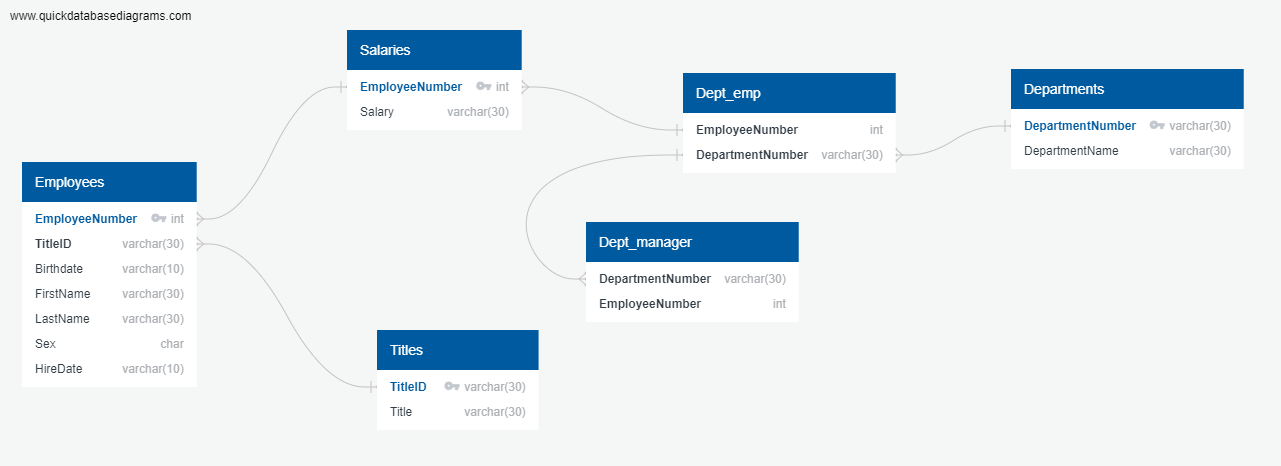 www.quickdatabasediagrams.com
Salaries
EmployeeNumber int
Salary varchar(30)
Dept_emp
EmployeeNumber int
DepartmentNumber varchar(30)
Departments
DepartmentNumber varchar(30)
DepartmentName varchar(30)
Employees
EmployeeNumber int
TitleID varchar(30)
Birthdate varchar(10)
FirstName varchar(30)
LastName varchar(30)
Sex char
HireDate varchar(10)
Dept_manager
DepartmentNumber varchar(30)
EmployeeNumber int
Titles
TitleID varchar(30)
Title varchar(30)